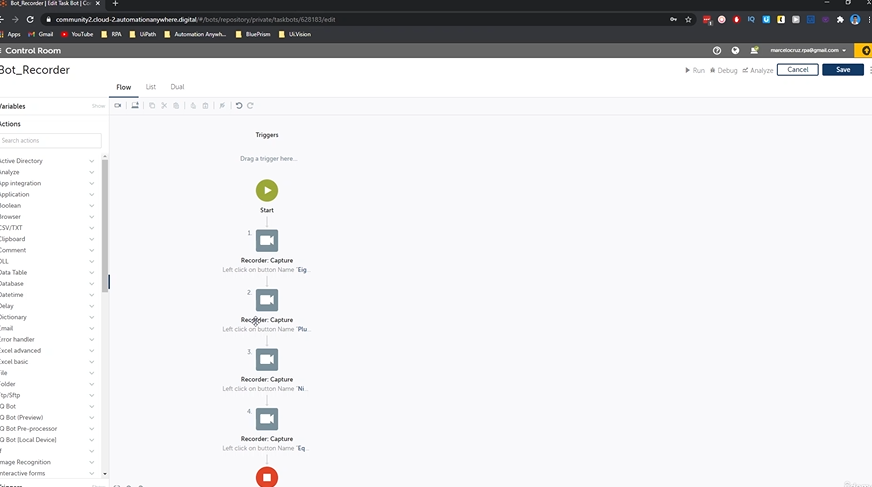 Bot_Recorder | Edit Task Bot | Co
community2.cloud-2.automationanywhere.digital/#/bots/repository/private/taskbots/628183/edit
Apps
Gmail
YouTube
RPA
UiPath
Automation Anywh...
BluePrism
Ui.Vision
Control Room
marcelocruz.rpa@gmail.com
Bot_Recorder
Run
Debug
Analyze
Cancel
Save
Flow
List
Dual
Variables
Show
Actions
Search actions
Active Directory
Analyze
App integration
Application
Boolean
Browser
CSV/TXT
Clipboard
Comment
DLL
Data Table
Database
Datetime
Delay
Dictionary
Email
Error handler
Excel advanced
Excel basic
File
Folder
Ftp/Sftp
IQ Bot
IQ Bot (Preview)
IQ Bot Pre-processor
IQ Bot (Local Device)
If
Image Recognition
Interactive forms
Triggers
Drag a trigger here...
Start
1.
Recorder: Capture
Left click on button Name "Eig..
2.
Recorder: Capture
Left click on button Name "Plu..
3.
Recorder: Capture
Left click on button Name "Ni..
4.
Recorder: Capture
Left click on button Name "Eq..